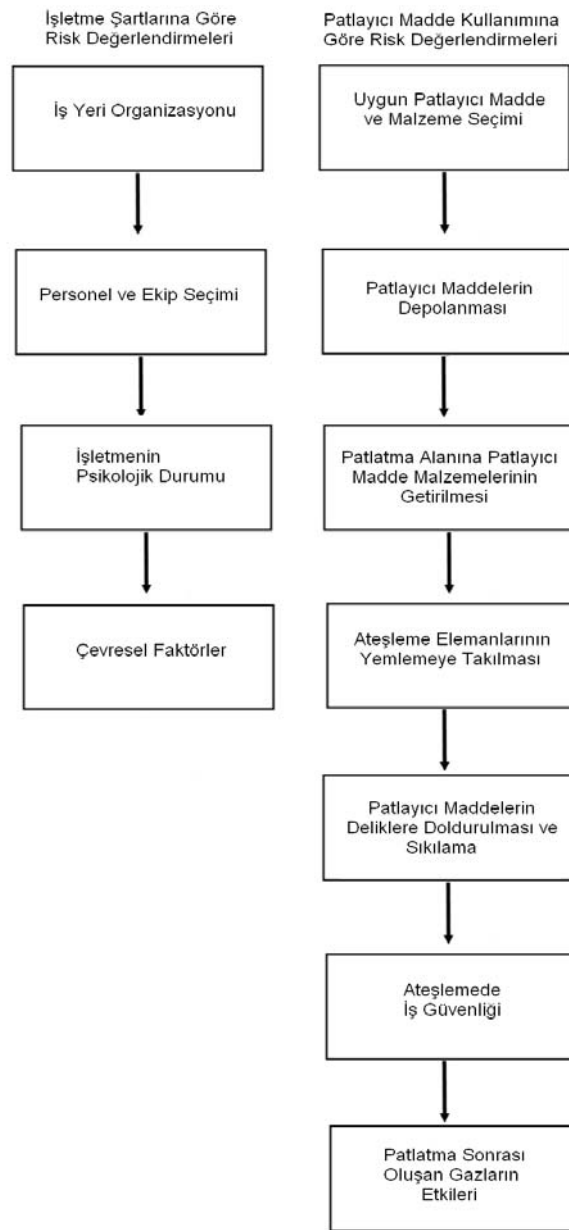 İşletme Şartlarına Göre
Risk Değerlendirmeleri
İş Yeri Organizasyonu
Personel ve Ekip Seçimi
İşletmenin
Psikolojik Durumu
Çevresel Faktörler
Patlayıcı Madde Kullanımına
Göre Risk Değerlendirmeleri
Uygun Patlayıcı Madde
ve Malzeme Seçimi
Patlayıcı Maddelerin
Depolanması
Patlatma Alanına Patlayıcı
Madde Malzemelerinin
Getirilmesi
Ateşleme Elemanlarının
Yemlemeye Takılması
Patlayıcı Maddelerin
Deliklere Doldurulması ve
Sıkılama
Ateşlemede
İş Güvenliği
Patlatma Sonrası
Oluşan Gazların
Etkileri